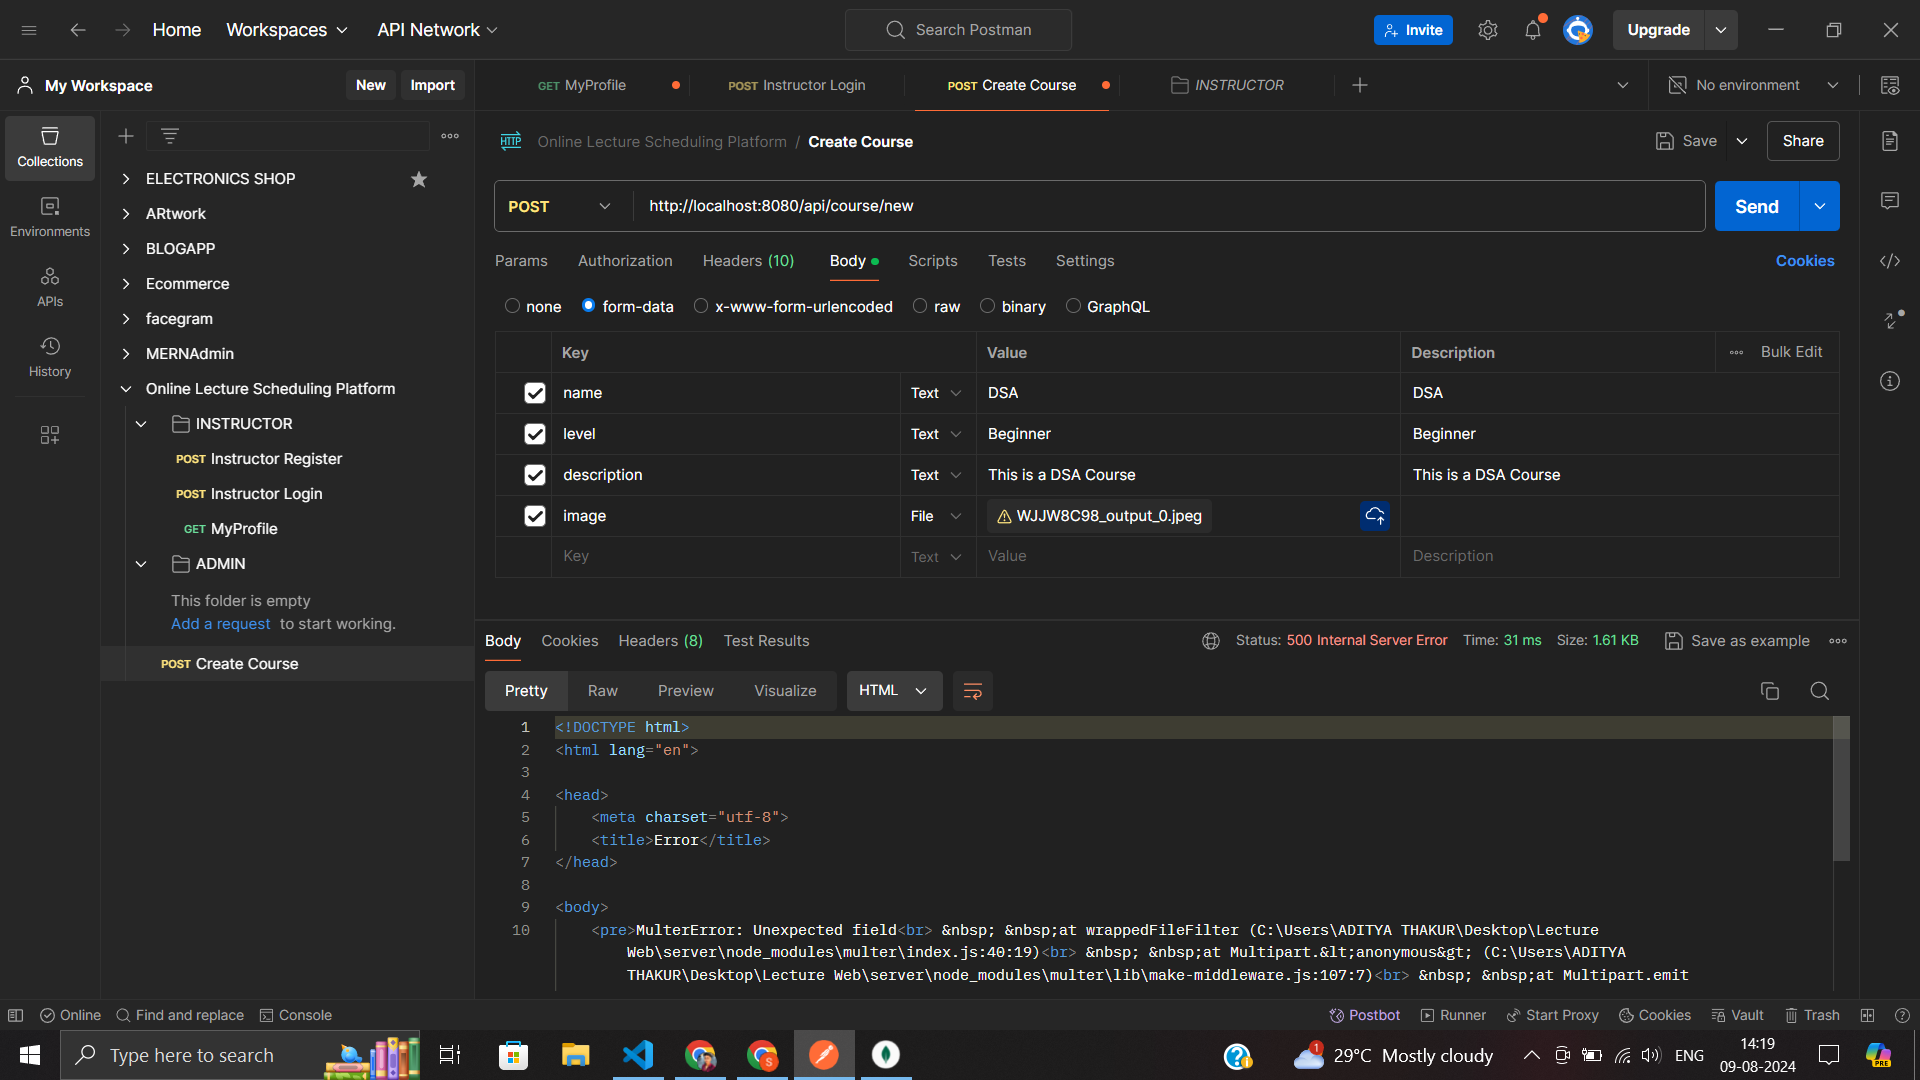 Home Workspaces API Network Search Postman Invite Upgrade
My Workspace New Import GET MyProfile POST Instructor Login POST Create Course INSTRUCTOR No environment
Collections
Environments
APIs
History
ELECTRONICS SHOP
ARtwork
BLOGAPP
Ecommerce
facegram
MERNAdmin
Online Lecture Scheduling Platform
INSTRUCTOR
POST Instructor Register
POST Instructor Login
GET MyProfile
ADMIN
This folder is empty
Add a request to start working.
POST Create Course
HTTP Online Lecture Scheduling Platform / Create Course Save Share
POST http://localhost:8080/api/course/new Send
Params Authorization Headers (10) Body Scripts Tests Settings Cookies
none form-data x-www-form-urlencoded raw binary GraphQL
Key Value Description Bulk Edit
name Text DSA DSA
level Text Beginner Beginner
description Text This is a DSA Course This is a DSA Course
image File WJJW8C98_output_0.jpeg
Key Text Value Description
Body Cookies Headers (8) Test Results Status: 500 Internal Server Error Time: 31 ms Size: 1.61 KB Save as example
Pretty Raw Preview Visualize HTML
1 <!DOCTYPE html>
2 <html lang="en">
3
4 <head>
5 <meta charset="utf-8">
6 <title>Error</title>
7 </head>
8
9 <body>
10 <pre>MulterError: Unexpected field<br> &nbsp; &nbsp;at wrappedFileFilter (C:\Users\ADITYA THAKUR\Desktop\Lecture
Web\server\node_modules\multer\index.js:40:19)<br> &nbsp; &nbsp;at Multipart.&lt;anonymous&gt; (C:\Users\ADITYA
THAKUR\Desktop\Lecture Web\server\node_modules\multer\lib\make-middleware.js:107:7)<br> &nbsp; &nbsp;at Multipart.emit
Online Find and replace Console Postbot Runner Start Proxy Cookies Vault Trash
Type here to search 1 29°C Mostly cloudy ENG 14:19
09-08-2024
PRE